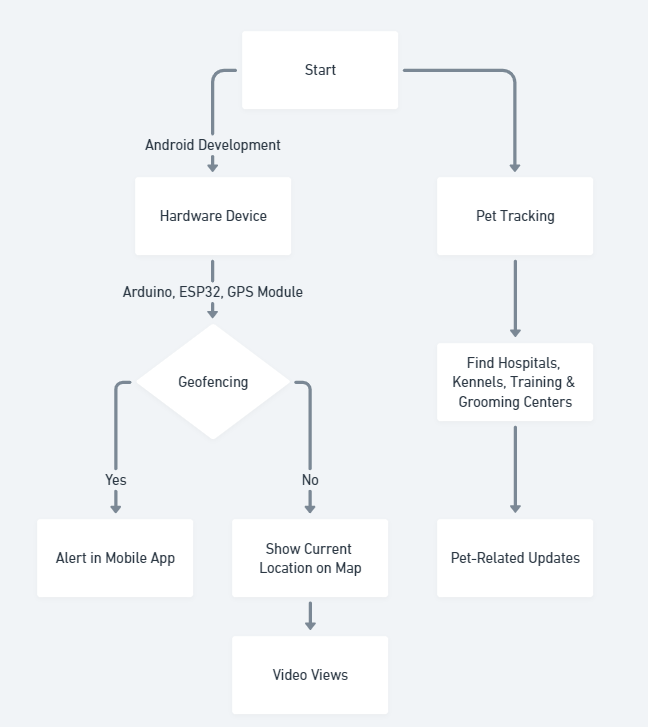 Start
Android Development
Hardware Device
Pet Tracking
Arduino, ESP32, GPS Module
Find Hospitals,
Kennels, Training &
Grooming Centers
Geofencing
Yes
No
Alert in Mobile App
Show Current
Location on Map
Pet-Related Updates
Video Views